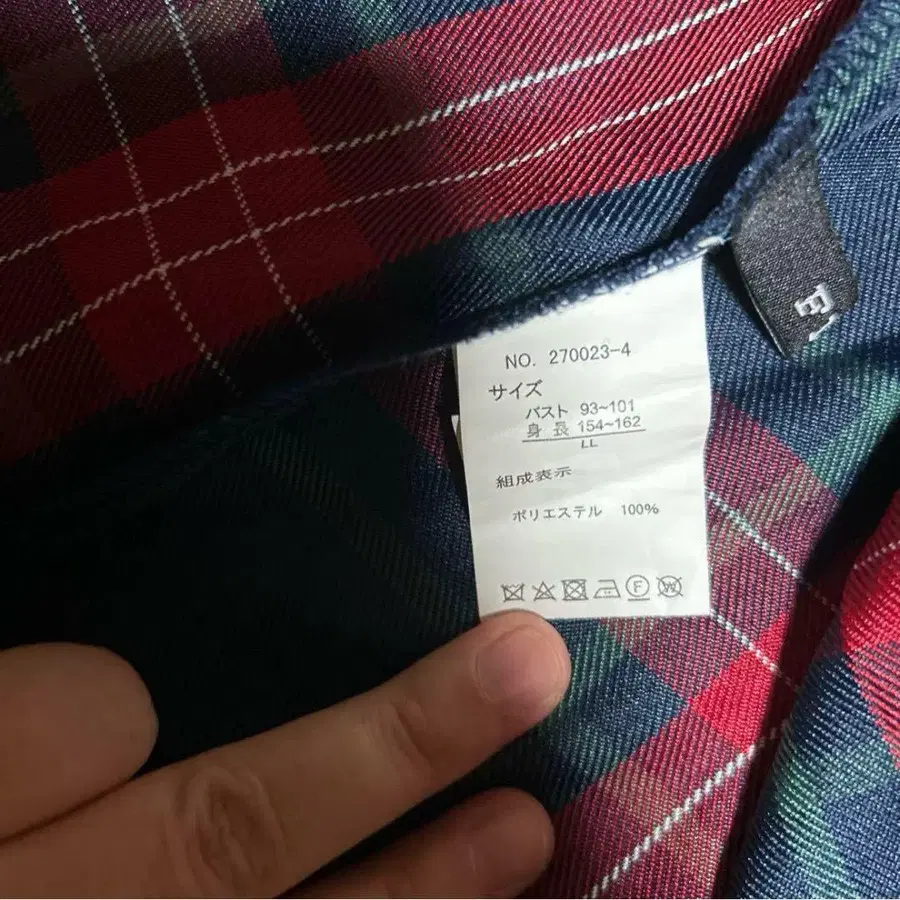 NO. 270023-4
サイズ
バスト 93~101
身 長 154~162
LL
組成表示
ポリエステル 100%
F
W